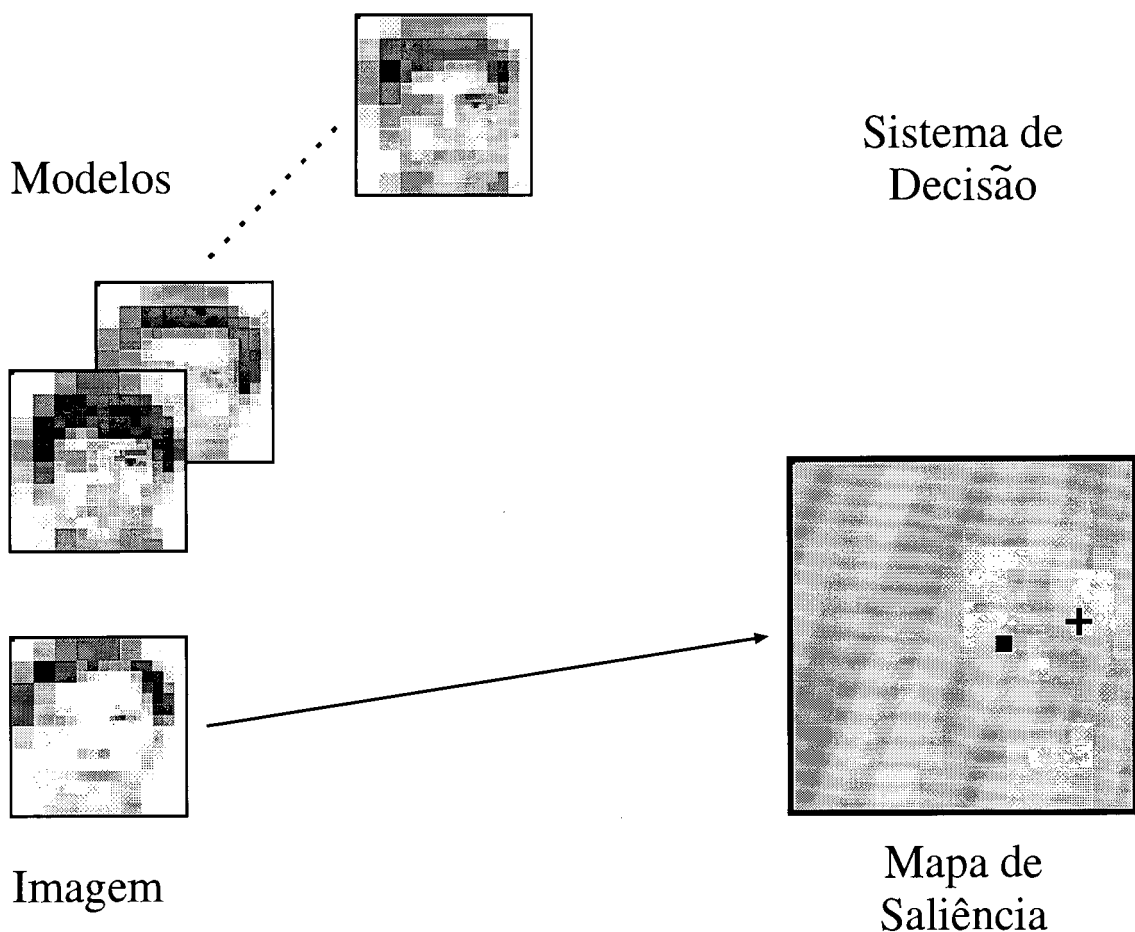 Modelos
Sistema de
Decisão
Imagem
Mapa de
Saliência